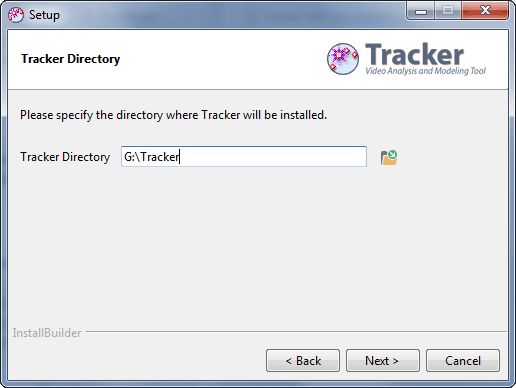 Setup
Tracker Directory
Tracker
Video Analysis and Modeling Tool
Please specify the directory where Tracker will be installed.
Tracker Directory G:\Tracker
InstallBuilder
< Back Next > Cancel